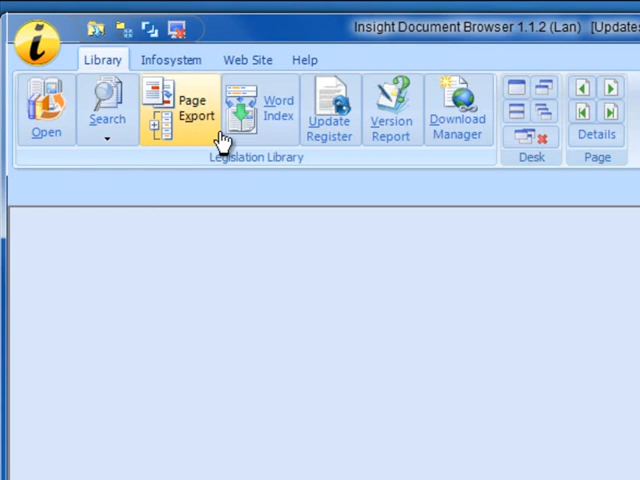 Insight Document Browser 1.1.2 (Lan) [Updates
Library Infosystem Web Site Help
Open Search Page Export Word Index Update Register Version Report Download Manager Details
Legislation Library Desk Page